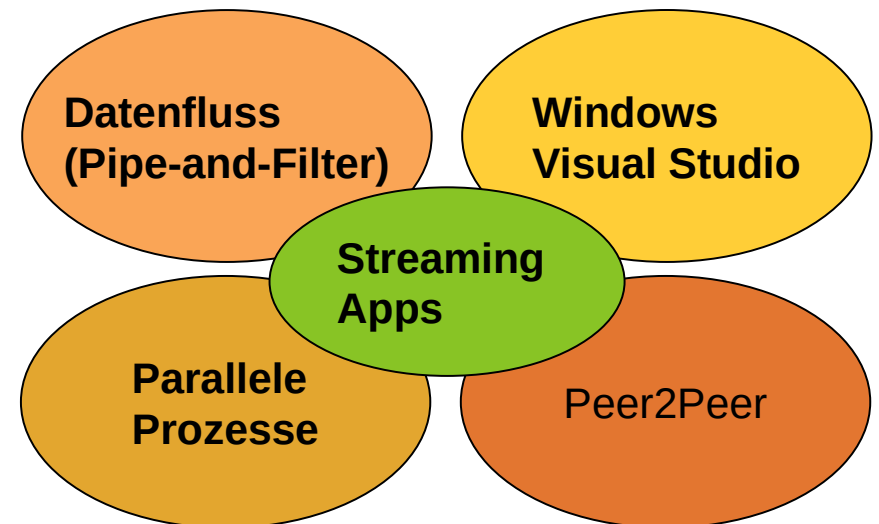 Datenfluss
(Pipe-and-Filter)
Windows
Visual Studio
Streaming
Apps
Parallele
Prozesse
Peer2Peer